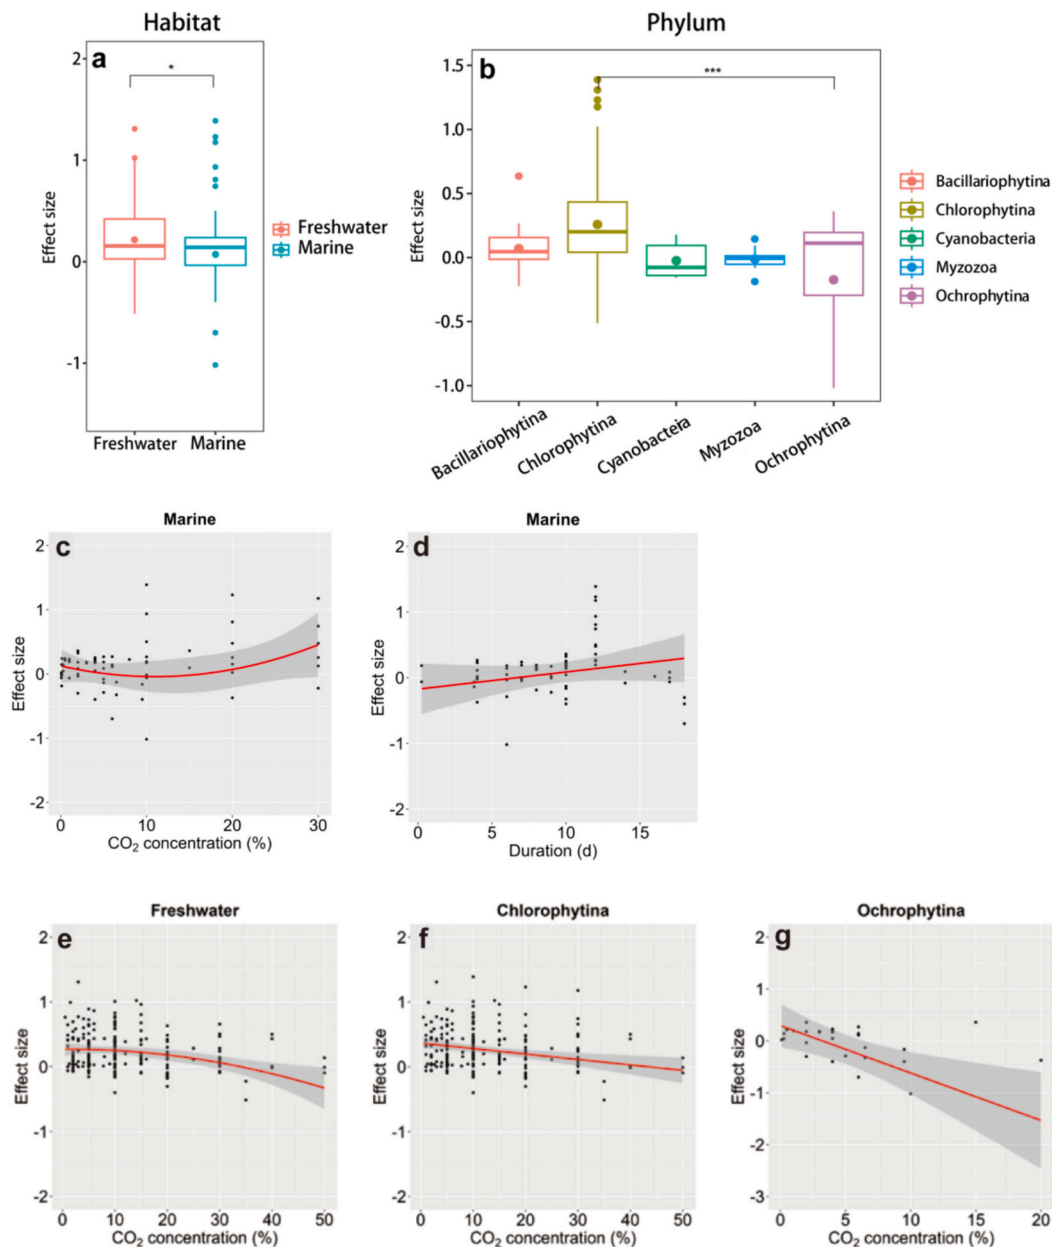 Habitat
Phylum
a
*
2
1
0
-1
Effect size
Freshwater
Marine
Freshwater
Marine
b
***
1.5
1.0
0.5
0.0
-0.5
-1.0
Effect size
Bacillariophytina
Chlorophytina
Cyanobacteria
Myzozoa
Ochrophytina
Bacillariophytina
Chlorophytina
Cyanobacteria
Myzozoa
Ochrophytina
Marine
c
2
1
0
-1
-2
Effect size
0 10 20 30
CO2 concentration (%)
Marine
d
2
1
0
-1
-2
Effect size
0 5 10 15
Duration (d)
Freshwater
e
2
1
0
-1
-2
Effect size
0 10 20 30 40 50
CO2 concentration (%)
Chlorophytina
f
2
1
0
-1
-2
Effect size
0 10 20 30 40 50
CO2 concentration (%)
Ochrophytina
g
2
1
0
-1
-2
-3
Effect size
0 5 10 15 20
CO2 concentration (%)